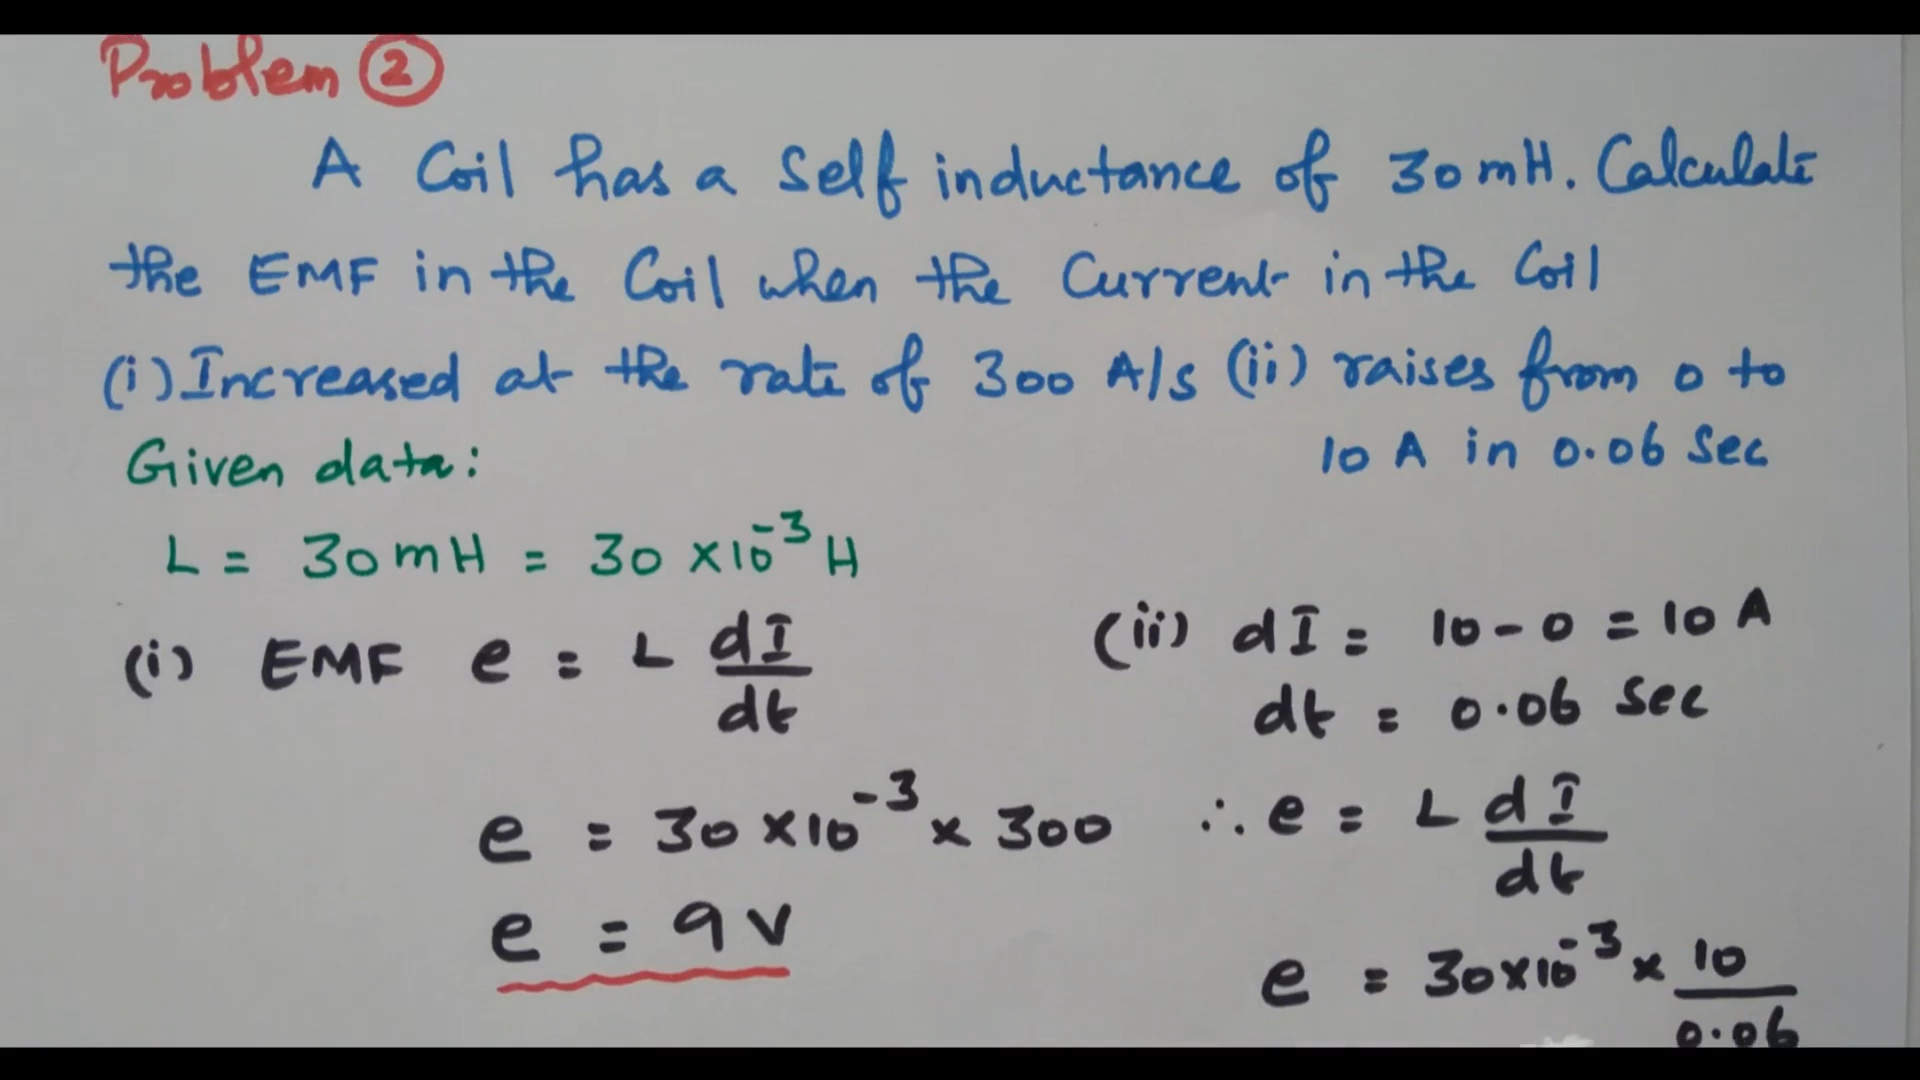 Problem ②
A Coil has a Self inductance of 30 mH. Calculate
the EMF in the Coil when the Current in the Coil
(i) Increased at the rate of 300 A/s (ii) raises from 0 to
10 A in 0.06 Sec
Given data:
L = 30 mH = 30 × 10⁻³ H
(i) EMF e = L dI/dt
e = 30 × 10⁻³ × 300
e = 9 V
(ii) dI = 10 - 0 = 10 A
dt = 0.06 Sec
∴ e = L dI/dt
e = 30 × 10⁻³ × 10/0.06